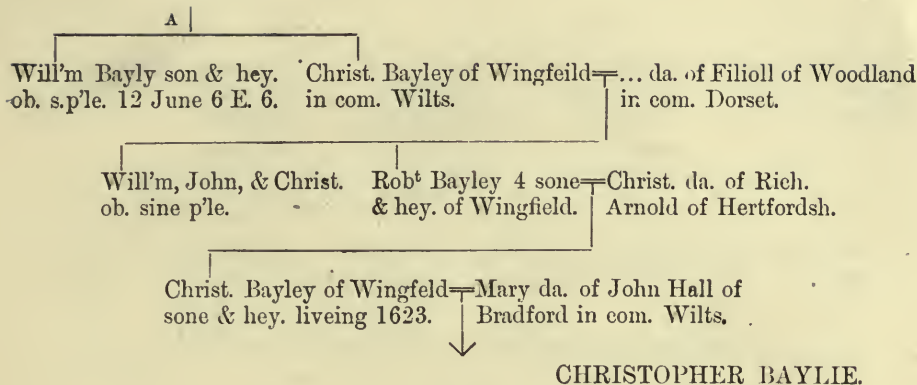 A
Will'm Bayly son & hey. Christ. Bayley of Wingfeild ... da. of Filioll of Woodland
ob. s.p'le. 12 June 6 E. 6. in com. Wilts. in com. Dorset.
Will'm, John, & Christ. Robt Bayley 4 sone Christ. da. of Rich.
ob. sine p'le. & hey. of Wingfield. Arnold of Hertfordsh.
Christ. Bayley of Wingfeld Mary da. of John Hall of
sone & hey. liveing 1623. Bradford in com. Wilts.
CHRISTOPHER BAYLIE.